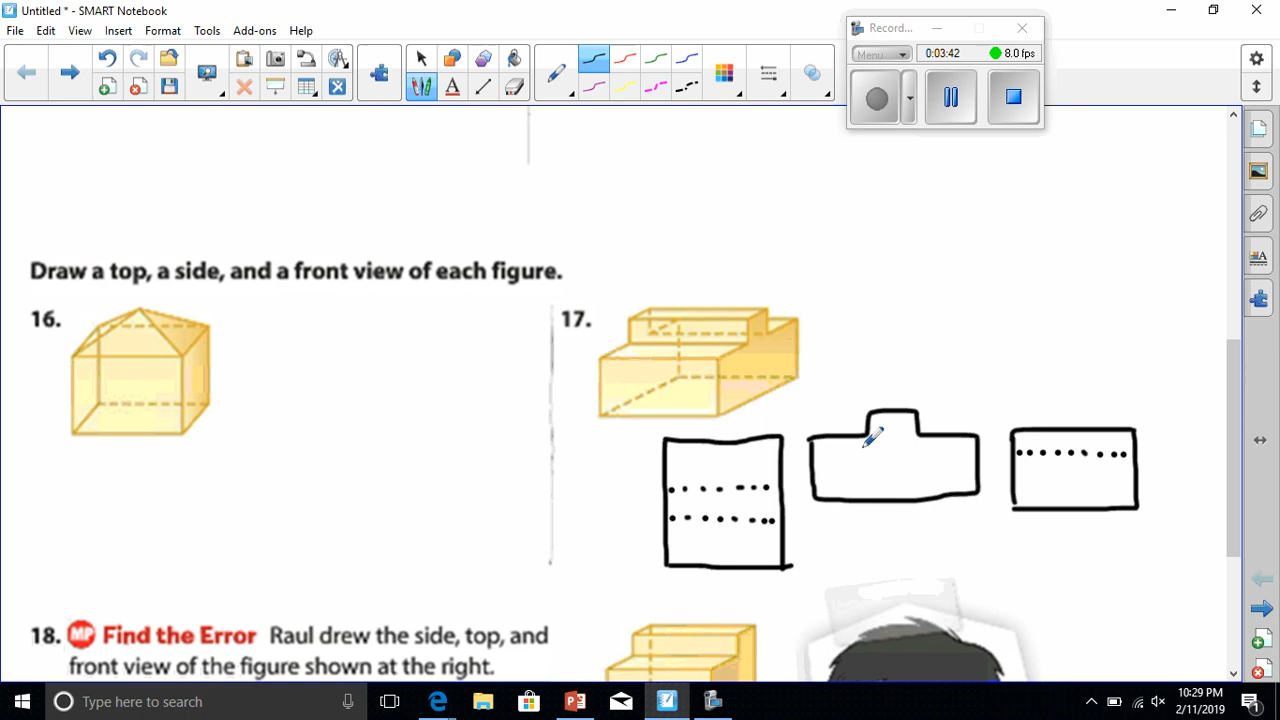 Untitled * - SMART Notebook
File Edit View Insert Format Tools Add-ons Help
Record...
Menu 0:03:42 8.0 fps
Draw a top, a side, and a front view of each figure.
16.
17.
18. MP Find the Error Raul drew the side, top, and
front view of the figure shown at the right.
Type here to search
10:29 PM
2/11/2019
1